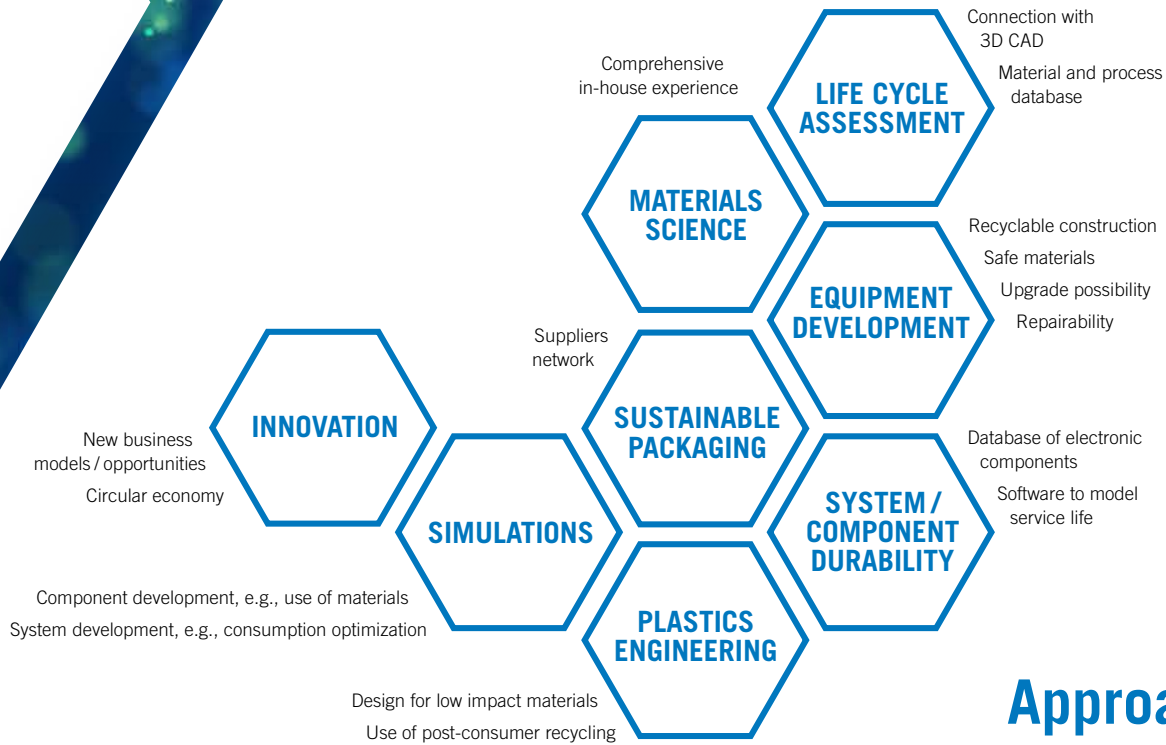 Connection with
3D CAD
Material and process
database
LIFE CYCLE
ASSESSMENT
Comprehensive
in-house experience
MATERIALS
SCIENCE
Recyclable construction
Safe materials
Upgrade possibility
Repairability
EQUIPMENT
DEVELOPMENT
Suppliers
network
SUSTAINABLE
PACKAGING
INNOVATION
New business
models / opportunities
Circular economy
Database of electronic
components
Software to model
service life
SYSTEM /
COMPONENT
DURABILITY
SIMULATIONS
Component development, e.g., use of materials
System development, e.g., consumption optimization
PLASTICS
ENGINEERING
Design for low impact materials
Use of post-consumer recycling